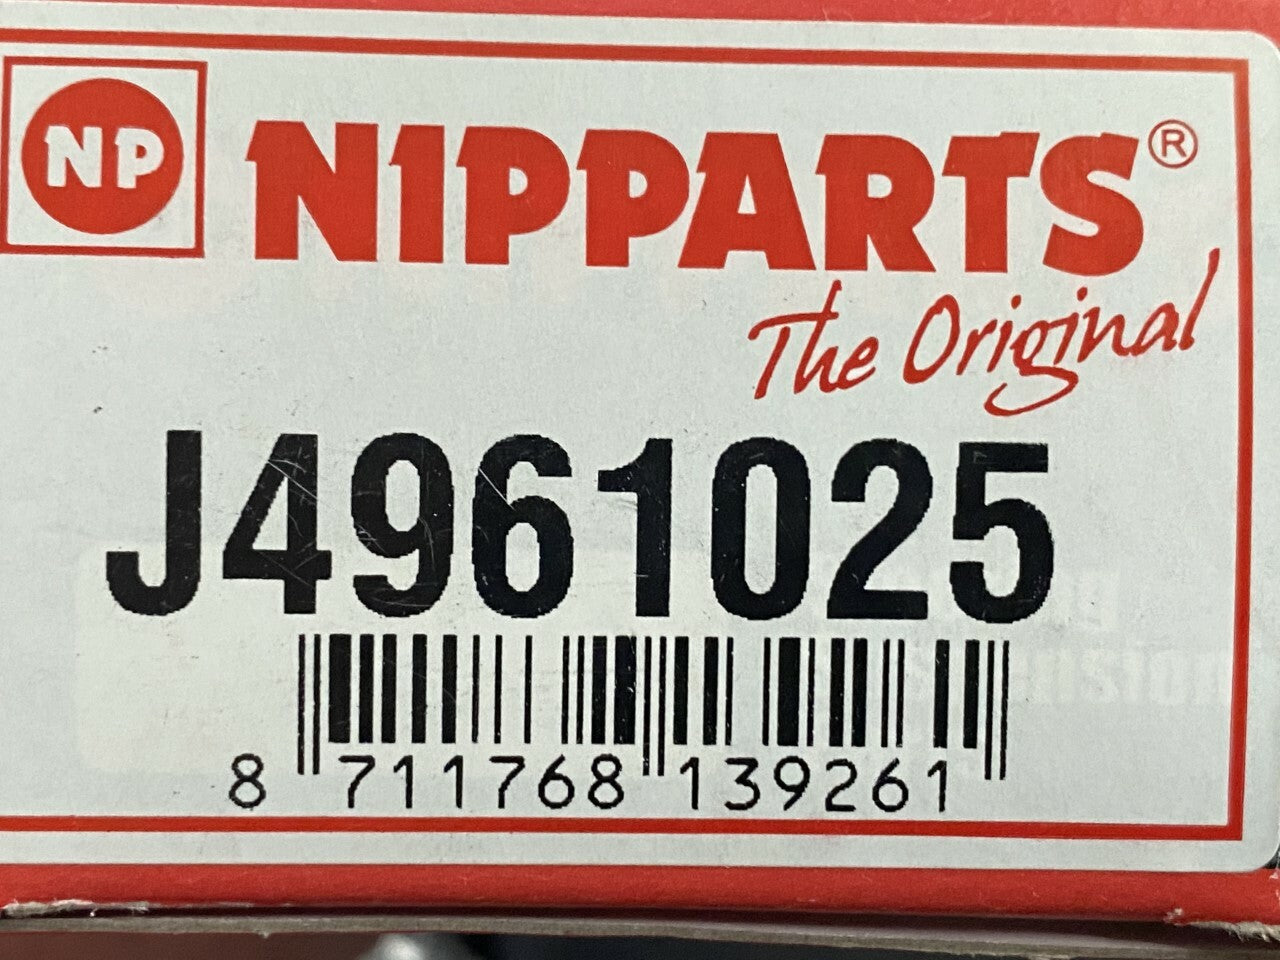 NP
NIPPARTS®
The Original
J4961025
8 711768 139261